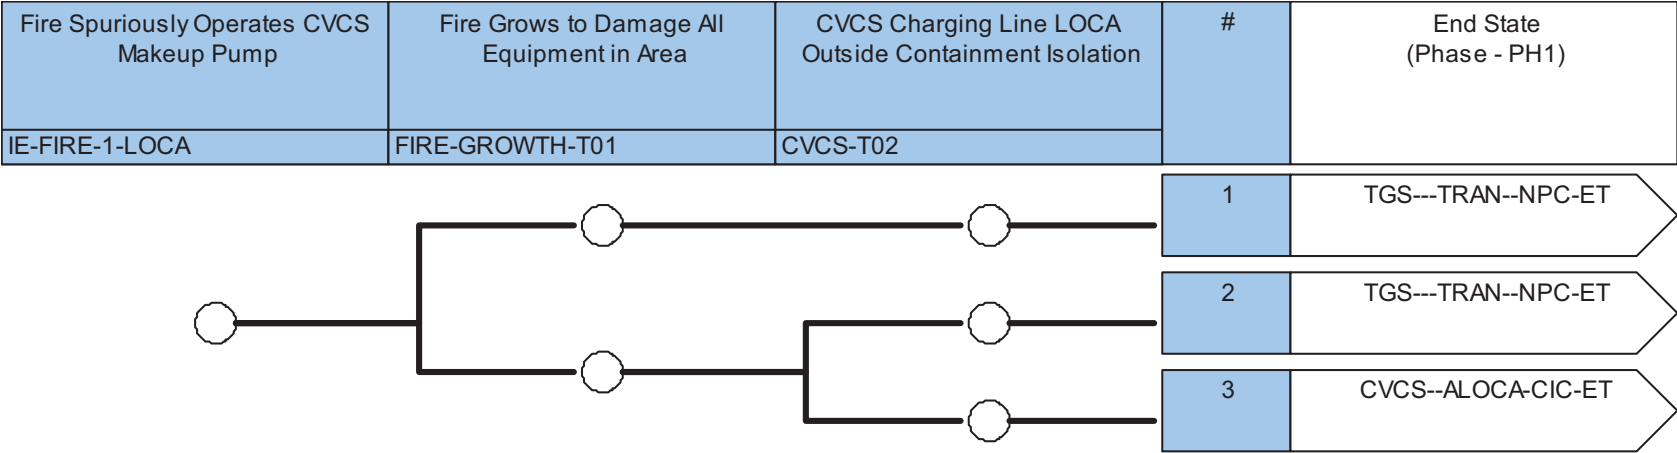 Fire Spuriously Operates CVCS
Makeup Pump
Fire Grows to Damage All
Equipment in Area
CVCS Charging Line LOCA
Outside Containment Isolation
#
End State
(Phase - PH1)
IE-FIRE-1-LOCA
FIRE-GROWTH-T01
CVCS-T02
1
TGS---TRAN--NPC-ET
2
TGS---TRAN--NPC-ET
3
CVCS--ALOCA-CIC-ET